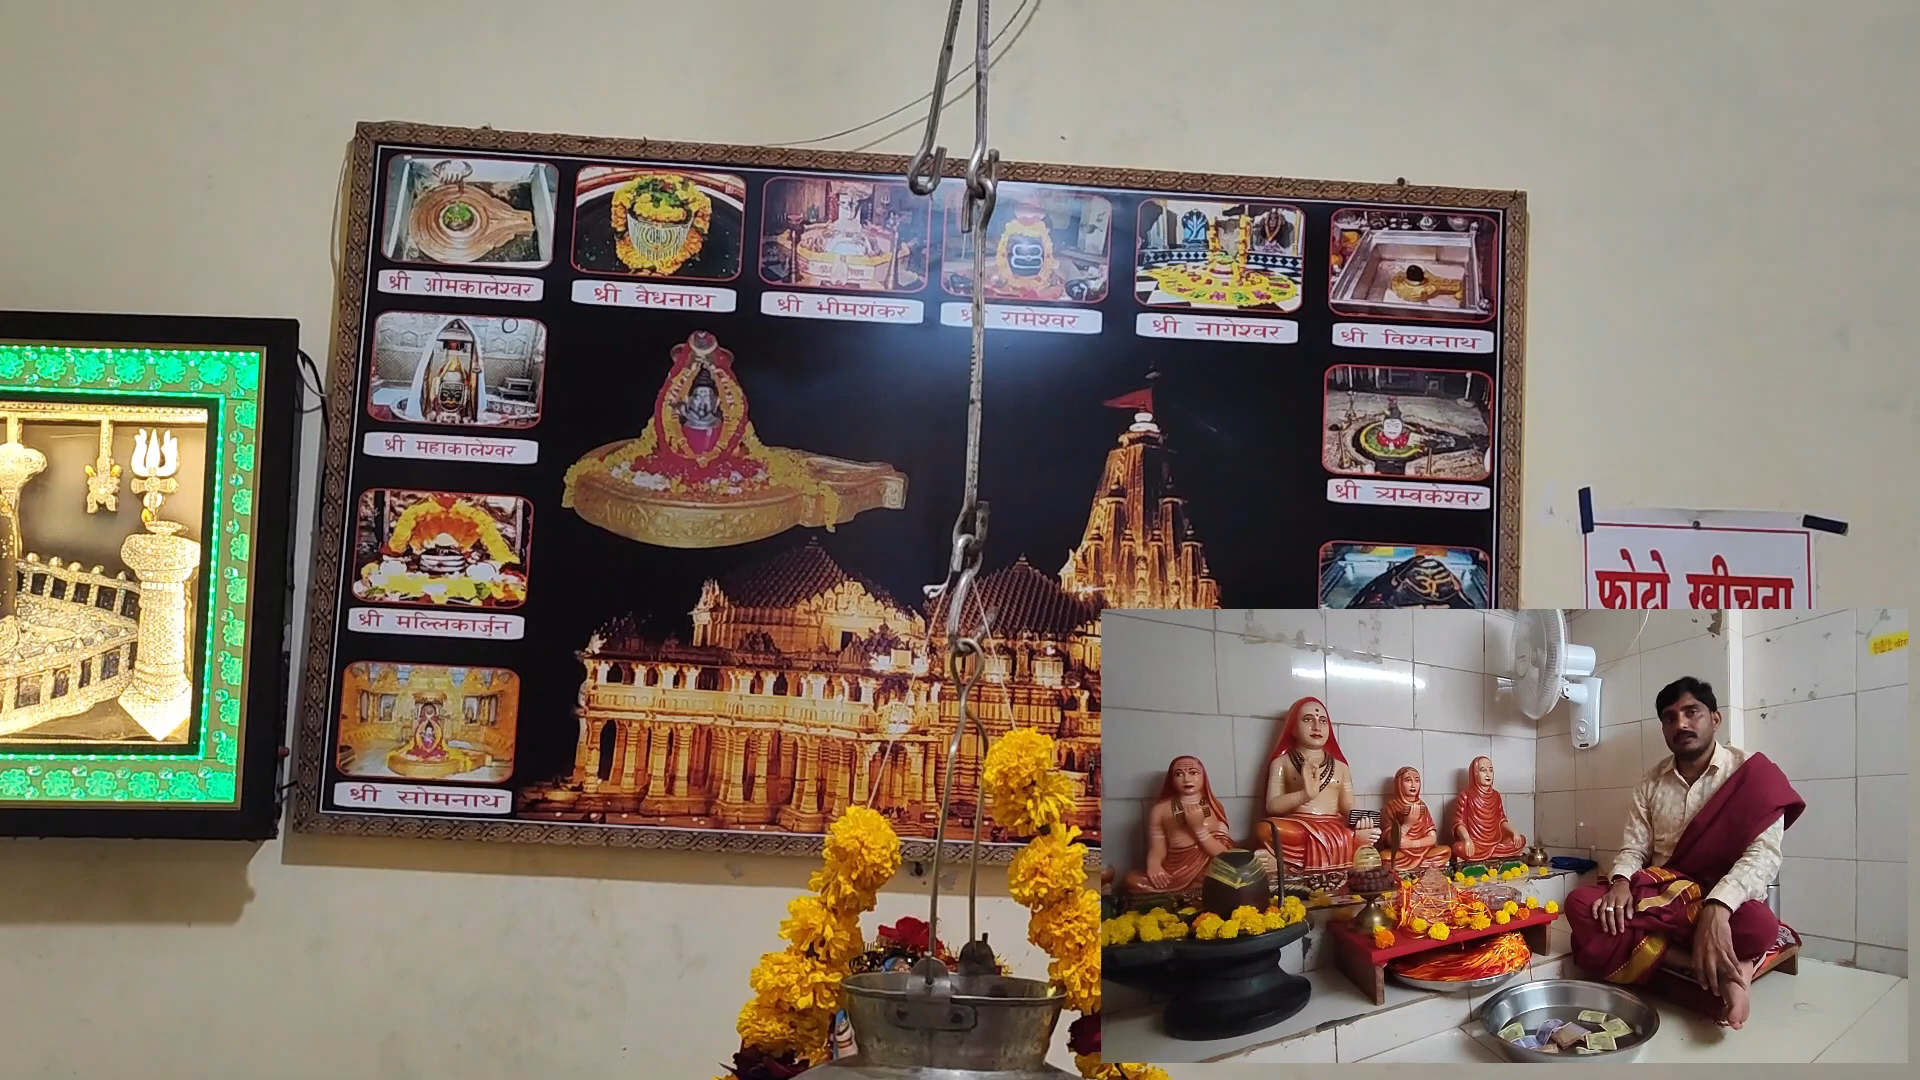 श्री ओमकालेश्वर
श्री वैधनाथ
श्री भीमशंकर
श्री रामेश्वर
श्री नागेश्वर
श्री विश्वनाथ
श्री महाकालेश्वर
श्री त्र्यम्बकेश्वर
श्री मल्लिकार्जुन
श्री सोमनाथ
फोटो खींचना